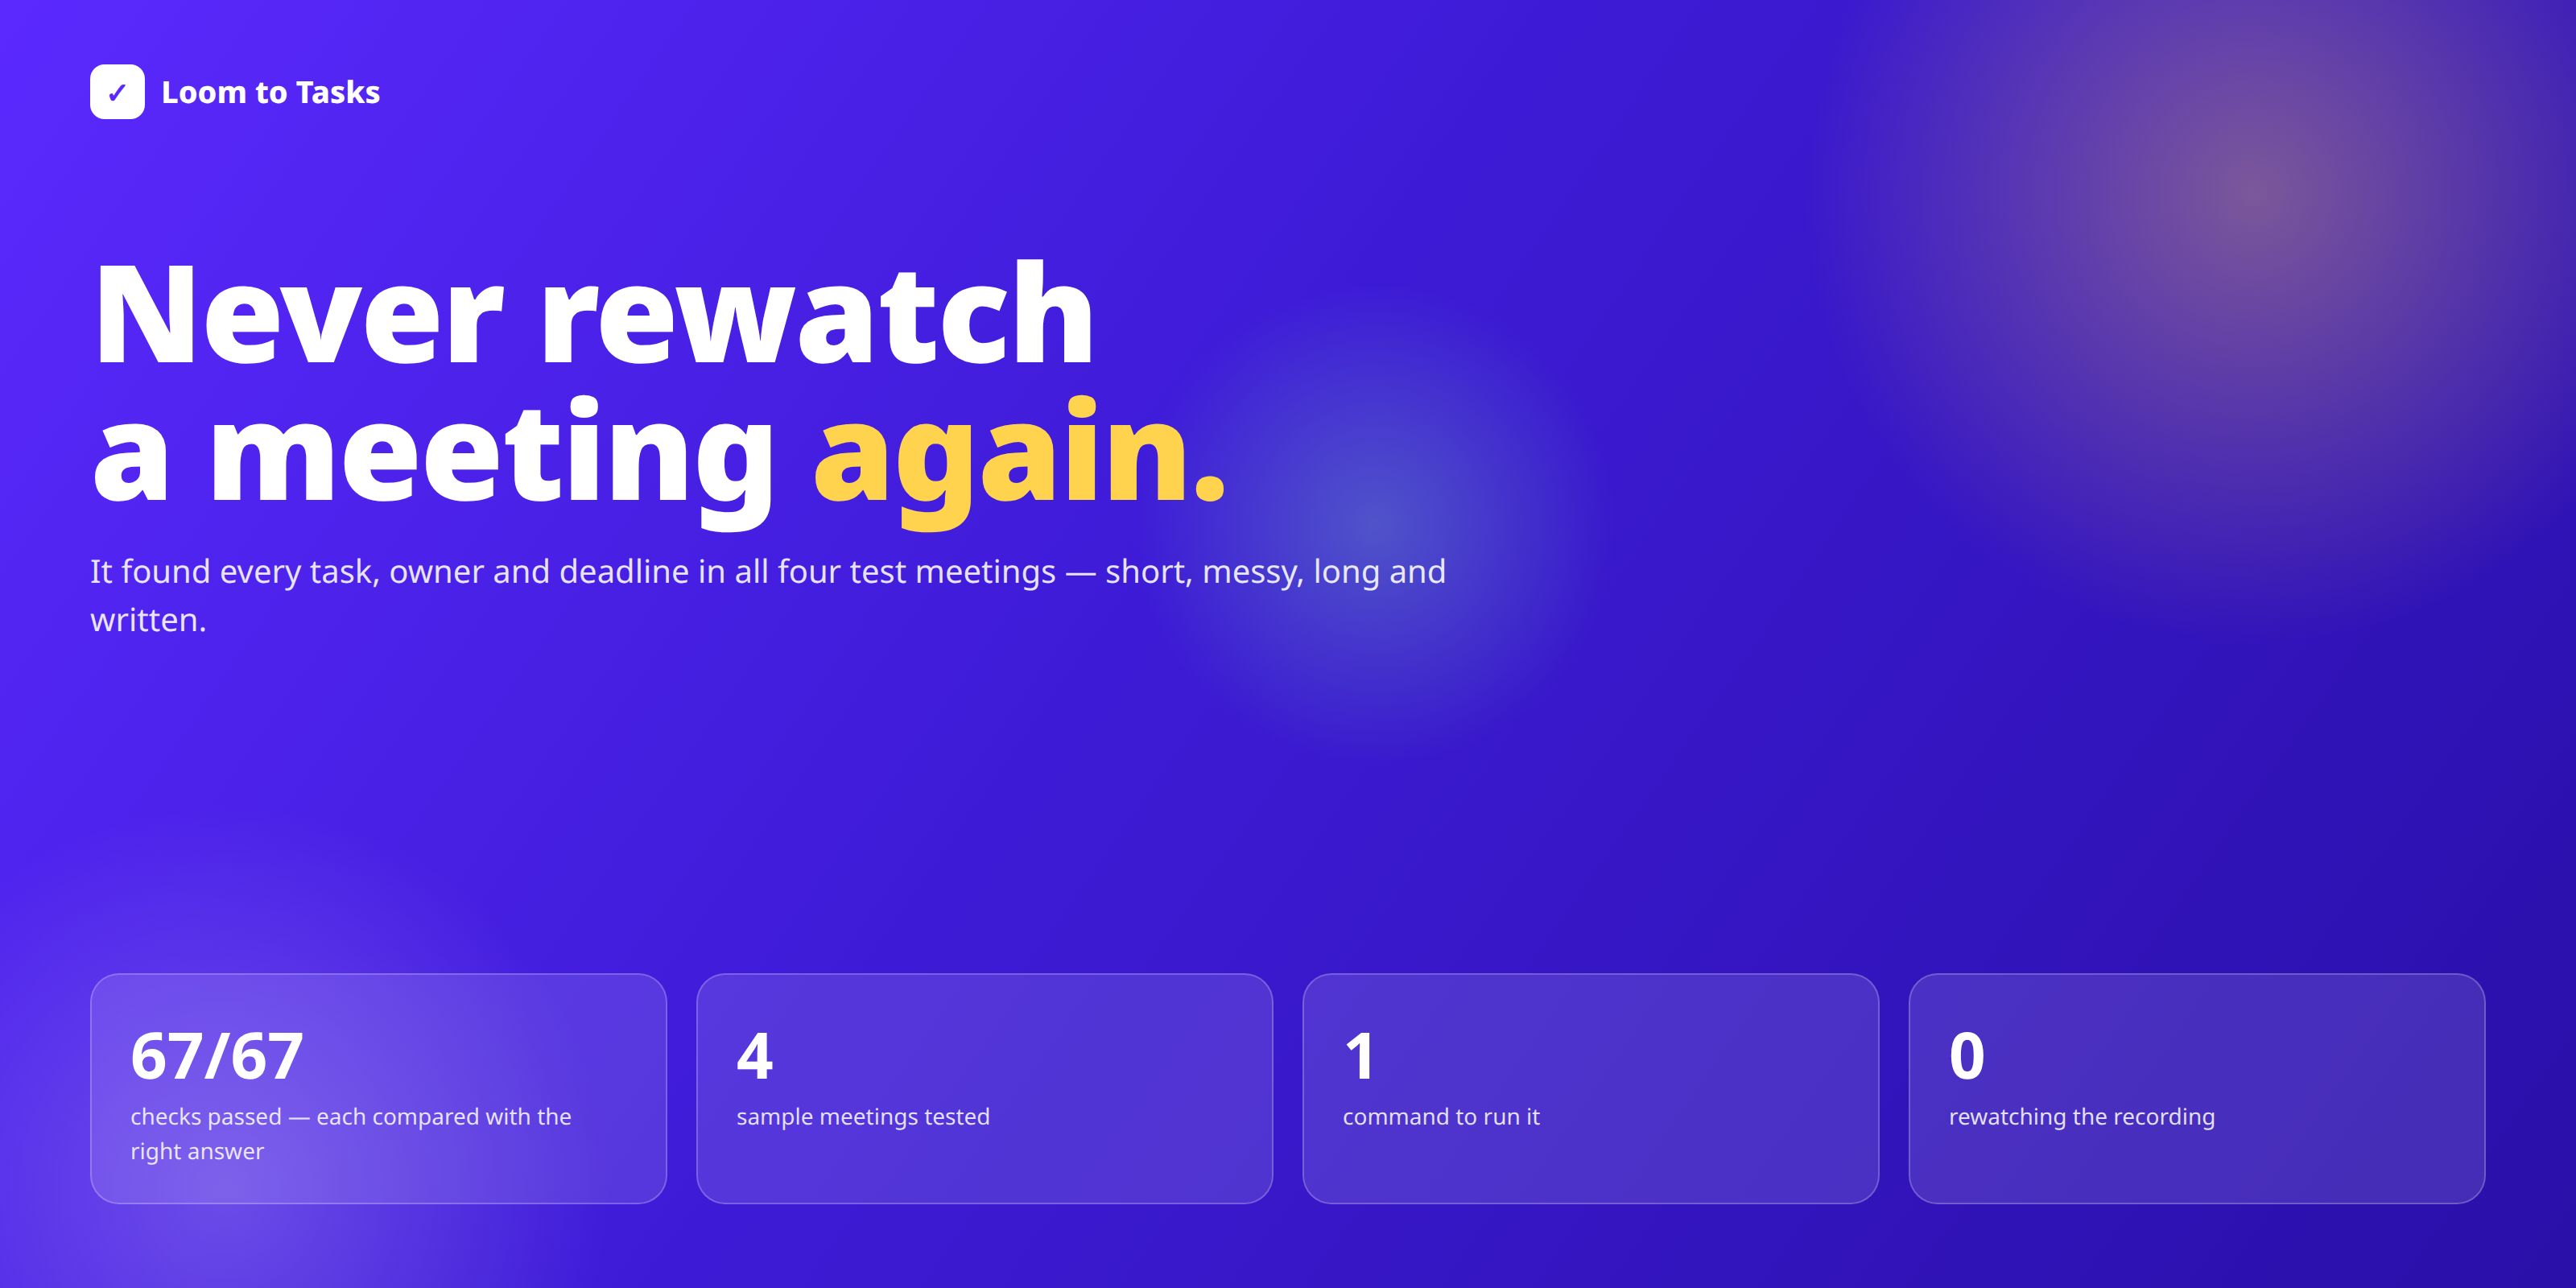 ✓ Loom to Tasks
Never rewatch
a meeting again.
It found every task, owner and deadline in all four test meetings — short, messy, long and
written.
67/67
checks passed — each compared with the
right answer
4
sample meetings tested
1
command to run it
0
rewatching the recording